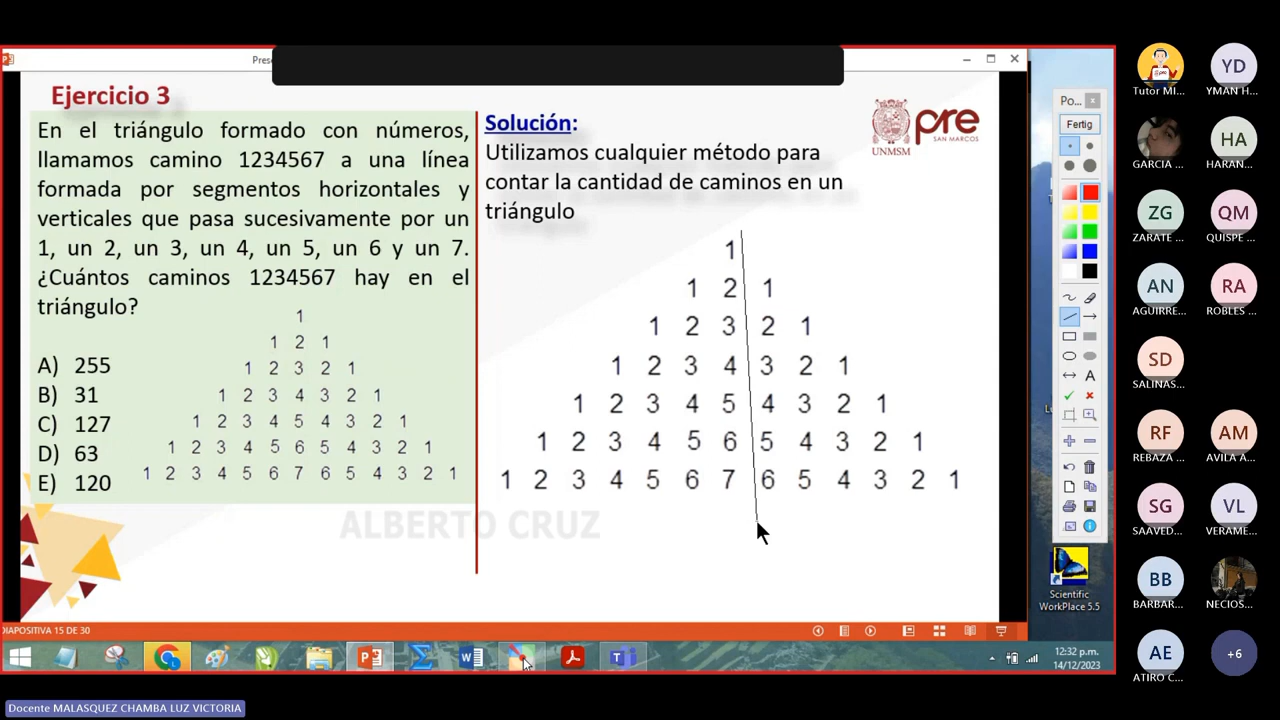 Prese
Ejercicio 3
En el triángulo formado con números,
llamamos camino 1234567 a una línea
formada por segmentos horizontales y
verticales que pasa sucesivamente por un
1, un 2, un 3, un 4, un 5, un 6 y un 7.
¿Cuántos caminos 1234567 hay en el
triángulo?
1
1 2 1
1 2 3 2 1
1 2 3 4 3 2 1
1 2 3 4 5 4 3 2 1
1 2 3 4 5 6 5 4 3 2 1
1 2 3 4 5 6 7 6 5 4 3 2 1
A) 255
B) 31
C) 127
D) 63
E) 120
Solución:
Utilizamos cualquier método para
contar la cantidad de caminos en un
triángulo
1
1 2 1
1 2 3 2 1
1 2 3 4 3 2 1
1 2 3 4 5 4 3 2 1
1 2 3 4 5 6 5 4 3 2 1
1 2 3 4 5 6 7 6 5 4 3 2 1
UNMSM
pre
SAN MARCOS
ALBERTO CRUZ
DIAPOSITIVA 15 DE 30
Po...
Fertig
A
Scientific
WorkPlace 5.5
12:32 p.m.
14/12/2023
Tutor MI...
YD
YMAN H...
GARCIA ...
HA
HARAN...
ZG
ZARATE ...
QM
QUISPE ...
AN
AGUIRRE...
RA
ROBLES ...
SD
SALINAS...
RF
REBAZA ...
AM
AVILA A...
SG
SAAVED...
VL
VERAME...
BB
BARBAR...
NECIOS...
AE
ATIRO C...
+6
Docente MALASQUEZ CHAMBA LUZ VICTORIA